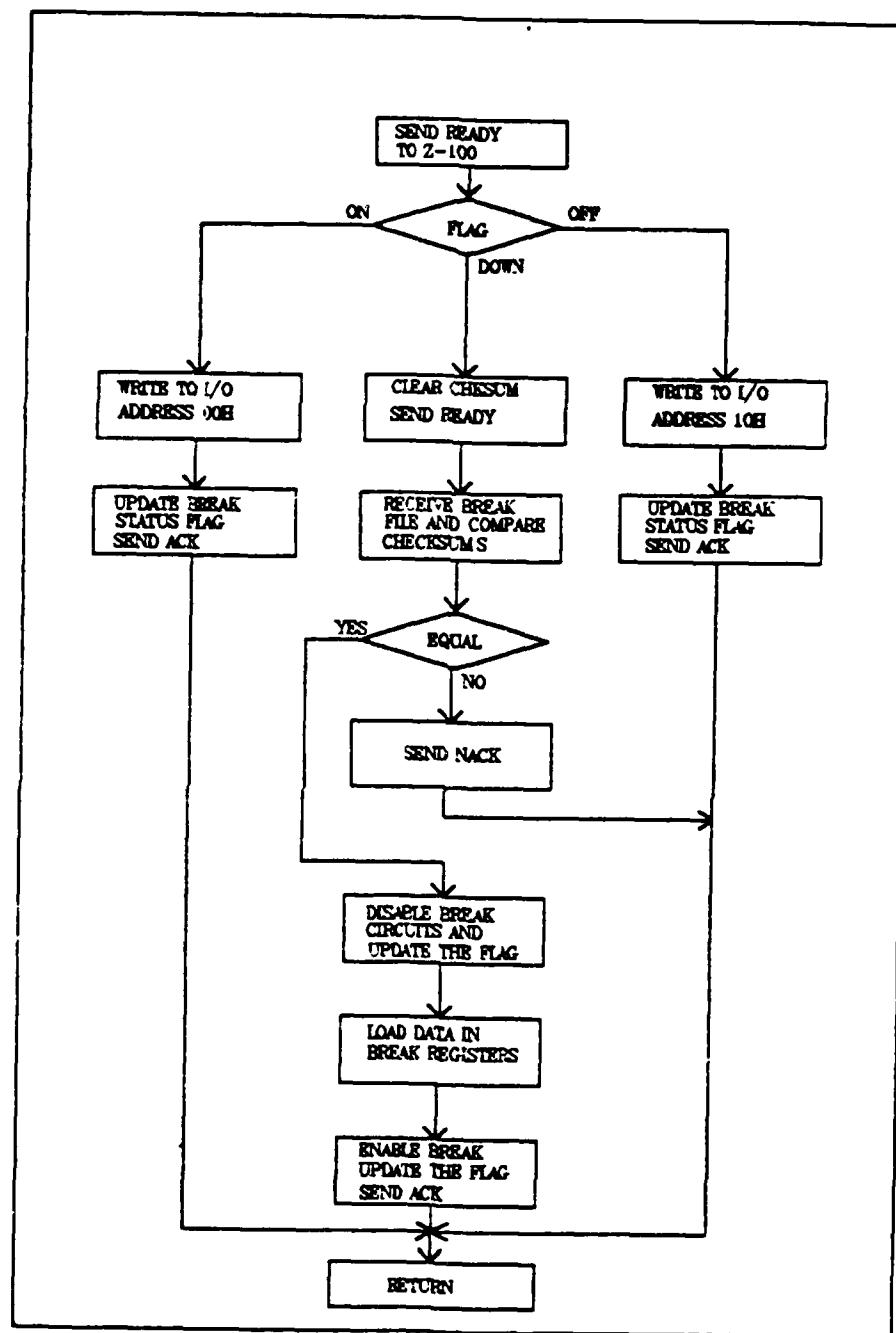 SEND READY
TO Z-100
FLAG
ON
OFF
DOWN
WRITE TO I/O
ADDRESS 00H
CLEAR CHKSUM
SEND READY
WRITE TO I/O
ADDRESS 10H
UPDATE BREAK
STATUS FLAG
SEND ACK
RECEIVE BREAK
FILE AND COMPARE
CHECKSUMS
UPDATE BREAK
STATUS FLAG
SEND ACK
EQUAL
YES
NO
SEND NACK
DISABLE BREAK
CIRCUITS AND
UPDATE THE FLAG
LOAD DATA IN
BREAK REGISTERS
ENABLE BREAK
UPDATE THE FLAG
SEND ACK
RETURN